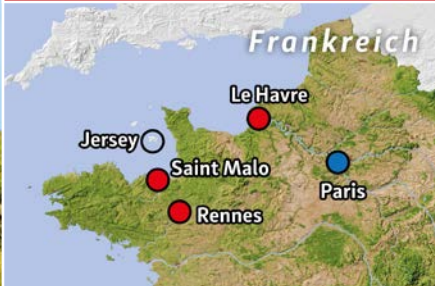 Frankreich
Le Havre
Jersey
Saint Malo
Paris
Rennes